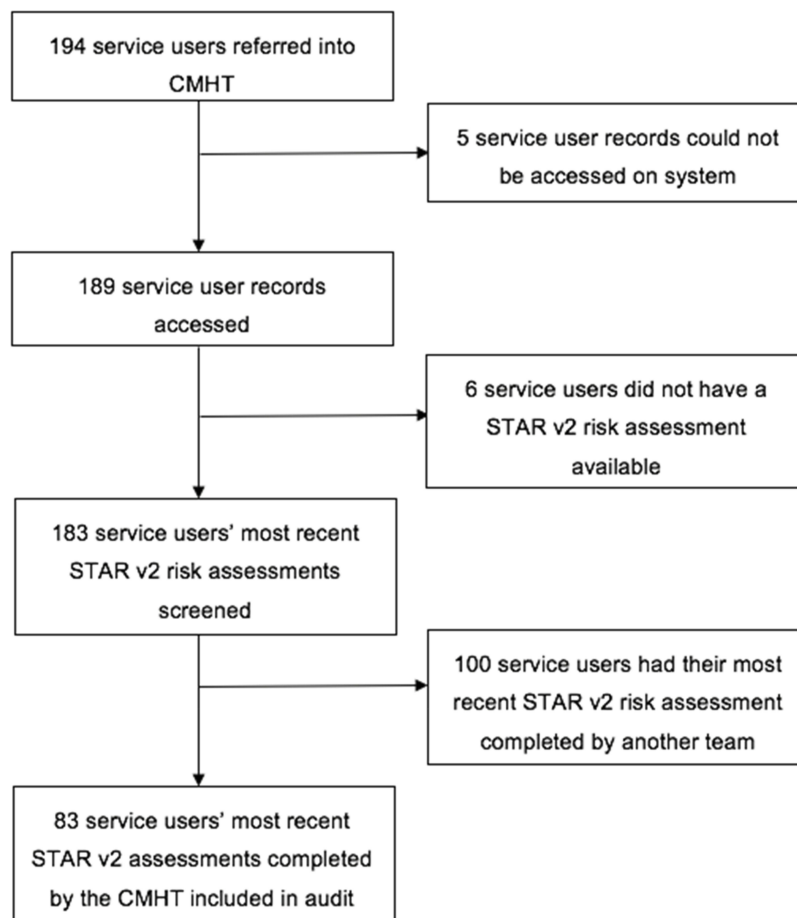 194 service users referred into
CMHT
5 service user records could not
be accessed on system
189 service user records
accessed
6 service users did not have a
STAR v2 risk assessment
available
183 service users’ most recent
STAR v2 risk assessments
screened
100 service users had their most
recent STAR v2 risk assessment
completed by another team
83 service users’ most recent
STAR v2 assessments completed
by the CMHT included in audit